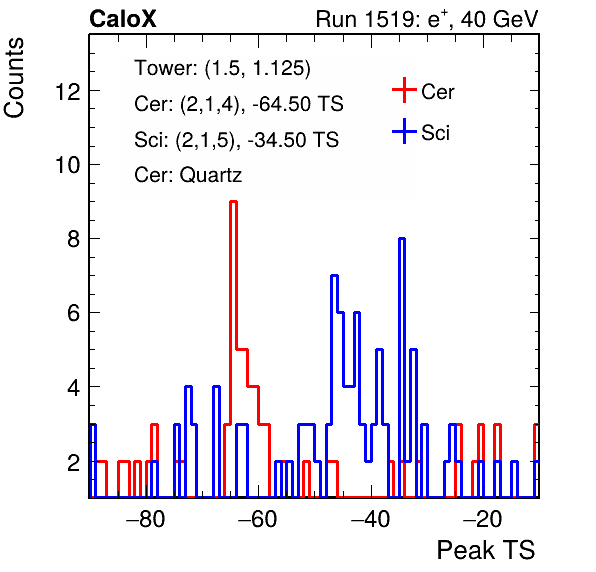 CaloX Run 1519: e⁺, 40 GeV
Counts
Tower: (1.5, 1.125)
Cer: (2,1,4), -64.50 TS
Sci: (2,1,5), -34.50 TS
Cer: Quartz
Cer
Sci
12
10
8
6
4
2
−80 −60 −40 −20
Peak TS